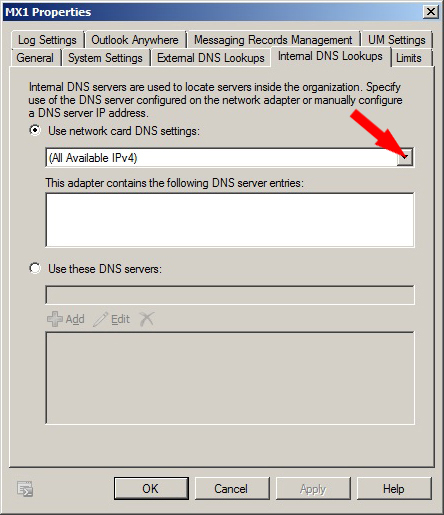 MX1 Properties
Log Settings Outlook Anywhere Messaging Records Management UM Settings
General System Settings External DNS Lookups Internal DNS Lookups Limits
Internal DNS servers are used to locate servers inside the organization. Specify
use of the DNS server configured on the network adapter or manually configure
a DNS server IP address.
Use network card DNS settings:
(All Available IPv4)
This adapter contains the following DNS server entries:
Use these DNS servers:
Add Edit
OK Cancel Apply Help